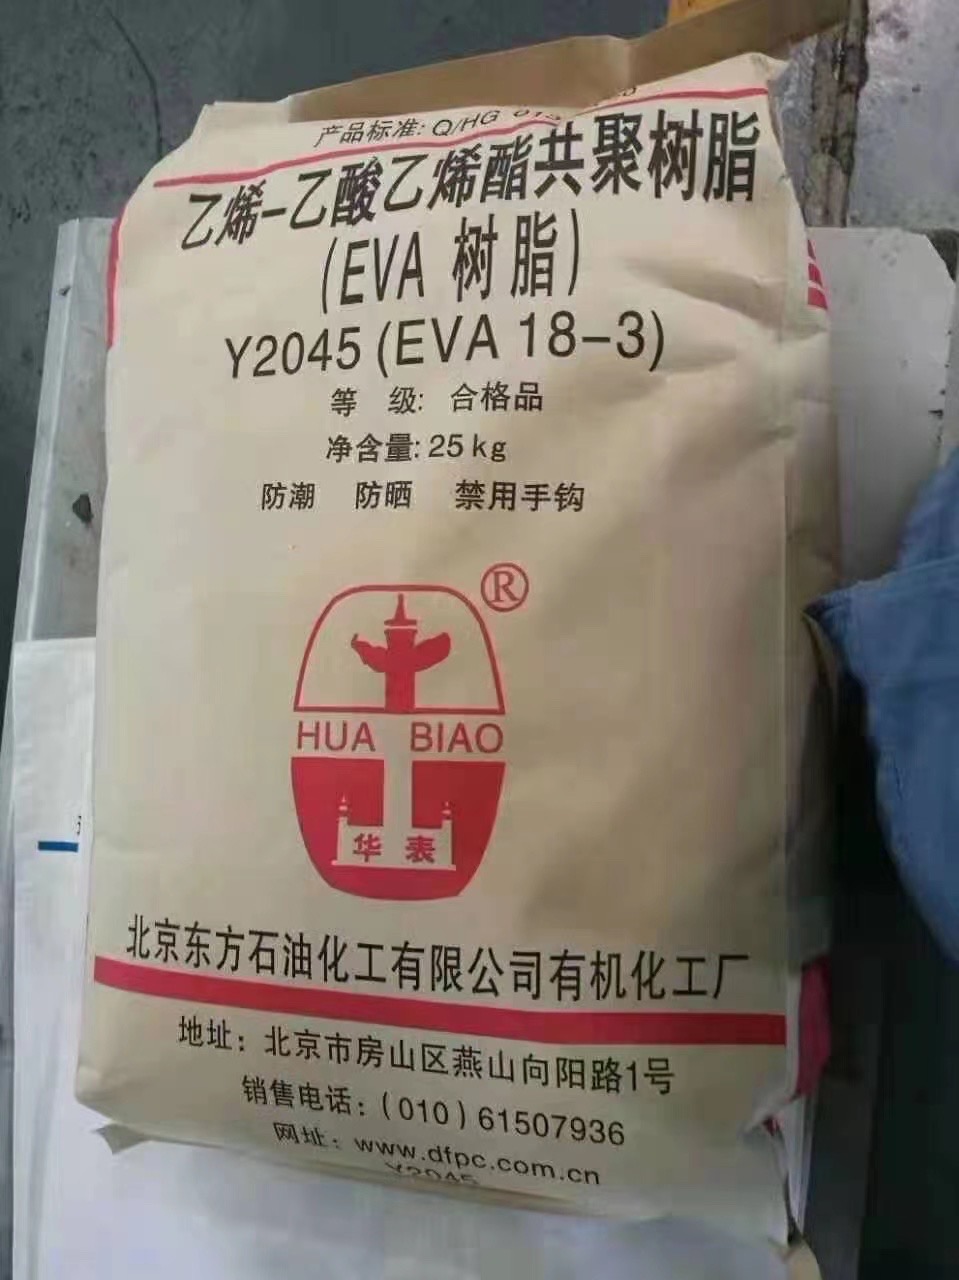 产品标准: Q/HG
乙烯-乙酸乙烯酯共聚树脂
(EVA 树脂)
Y2045 (EVA 18-3)
等 级: 合格品
净含量: 25kg
防潮 防晒 禁用手钩
®
HUA BIAO
华表
北京东方石油化工有限公司有机化工厂
地址: 北京市房山区燕山向阳路1号
销售电话: (010) 61507936
网址: www.dfpc.com.cn
Y2045